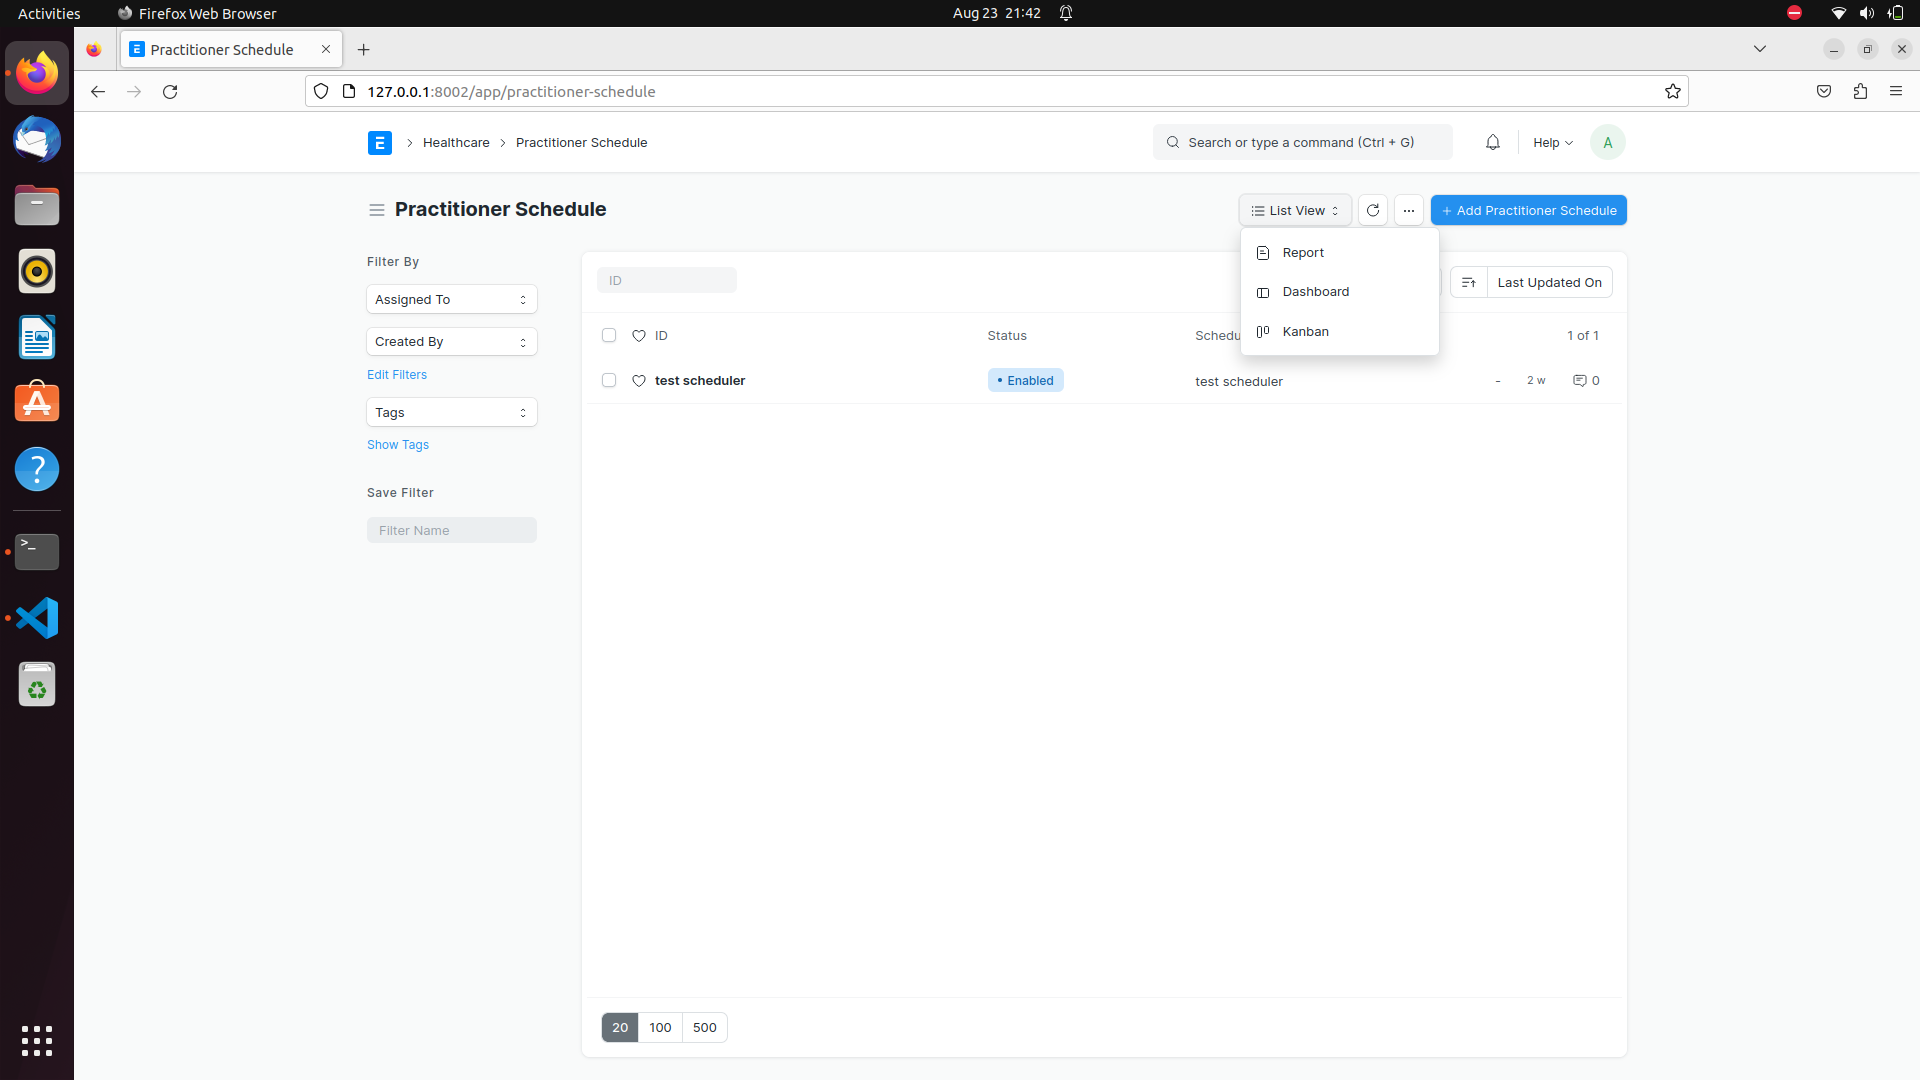 Activities
Firefox Web Browser
Aug 23 21:42
Practitioner Schedule
127.0.0.1:8002/app/practitioner-schedule
E
Healthcare
Practitioner Schedule
Search or type a command (Ctrl + G)
Help
A
Practitioner Schedule
List View
Add Practitioner Schedule
Filter By
Assigned To
Created By
Edit Filters
Tags
Show Tags
Save Filter
Filter Name
ID
Report
Dashboard
Kanban
Last Updated On
ID
Status
Schedu
1 of 1
test scheduler
Enabled
test scheduler
-
2 w
0
20
100
500